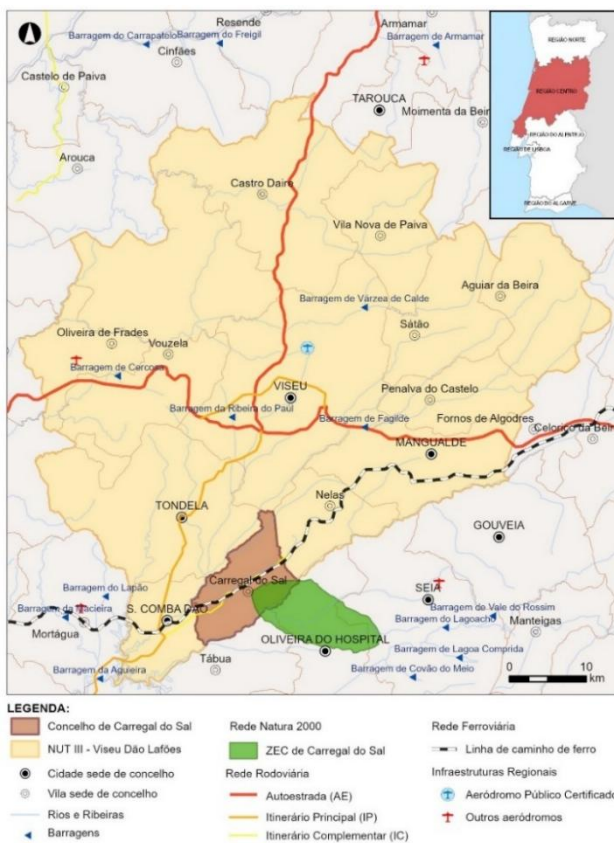 Resende
Armamar
Barragem do Carrapatelo
Barragem do Freigil
Barragem de Armamar
Cinfães
Castelo de Paiva
TAROUCA
Moimenta da Bei
Arouca
Castro Daire
Vila Nova de Paiva
Aguiar da Beira
Barragem de Várzea de Calde
Oliveira de Frades
Vouzela
Sátão
Barragem de Cercosa
VISEU
Penalva do Castelo
Barragem da Ribeira do Paul
Barragem de Fagilde
Fornos de Algodres
Celorico da Beir
MANGUALDE
Nelas
TONDELA
GOUVEIA
Carregal do Sal
SEIA
Barragem do Lapão
S. COMBA DÃO
Mortágua
OLIVEIRA DO HOSPITAL
Barragem do Vale do Rossim
Barragem do Lagoacho
Manteigas
Barragem de Lagoa Comprida
Tábua
Barragem da Aguieira
Barragem de Covão do Meio
0 10
km
REGIÃO NORTE
REGIÃO CENTRO
REGIÃO DE LISBOA
REGIÃO DO ALENTEJO
REGIÃO DO ALGARVE
LEGENDA:
Concelho de Carregal do Sal
NUT III - Viseu Dão Lafões
Cidade sede de concelho
Vila sede de concelho
Rios e Ribeiras
Barragens
Rede Natura 2000
ZEC de Carregal do Sal
Rede Rodoviária
Autoestrada (AE)
Itinerário Principal (IP)
Itinerário Complementar (IC)
Rede Ferroviária
Linha de caminho de ferro
Infraestruturas Regionais
Aeródromo Público Certificado
Outros aeródromos